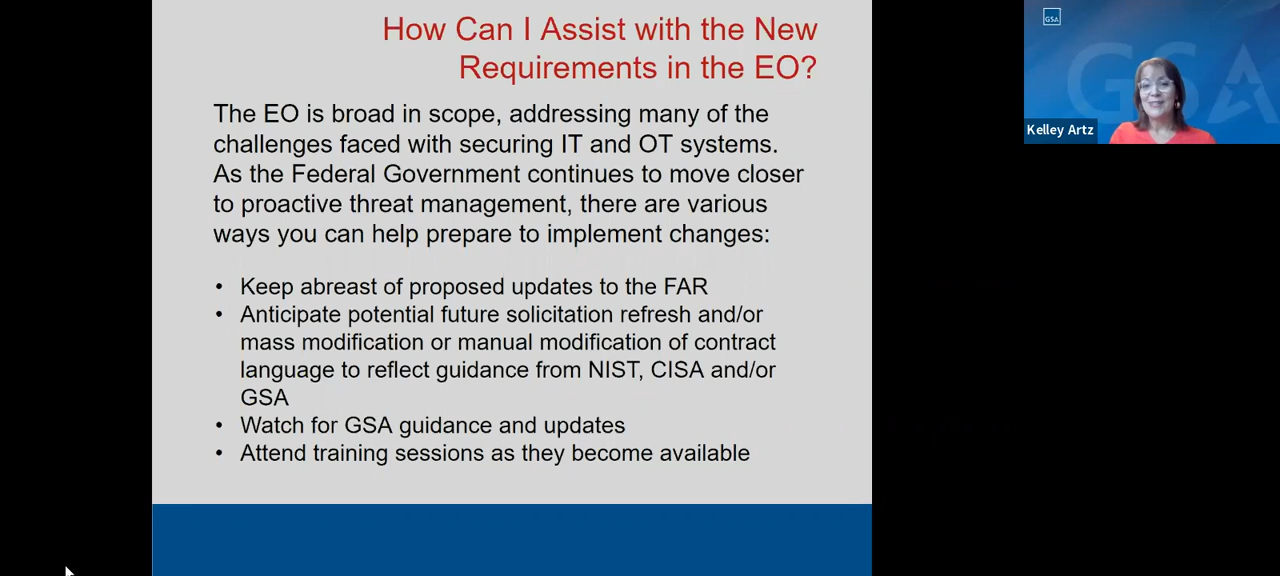 How Can I Assist with the New
Requirements in the EO?
The EO is broad in scope, addressing many of the
challenges faced with securing IT and OT systems.
As the Federal Government continues to move closer
to proactive threat management, there are various
ways you can help prepare to implement changes:
• Keep abreast of proposed updates to the FAR
• Anticipate potential future solicitation refresh and/or
mass modification or manual modification of contract
language to reflect guidance from NIST, CISA and/or
GSA
• Watch for GSA guidance and updates
• Attend training sessions as they become available
GSA
GSA
Kelley Artz